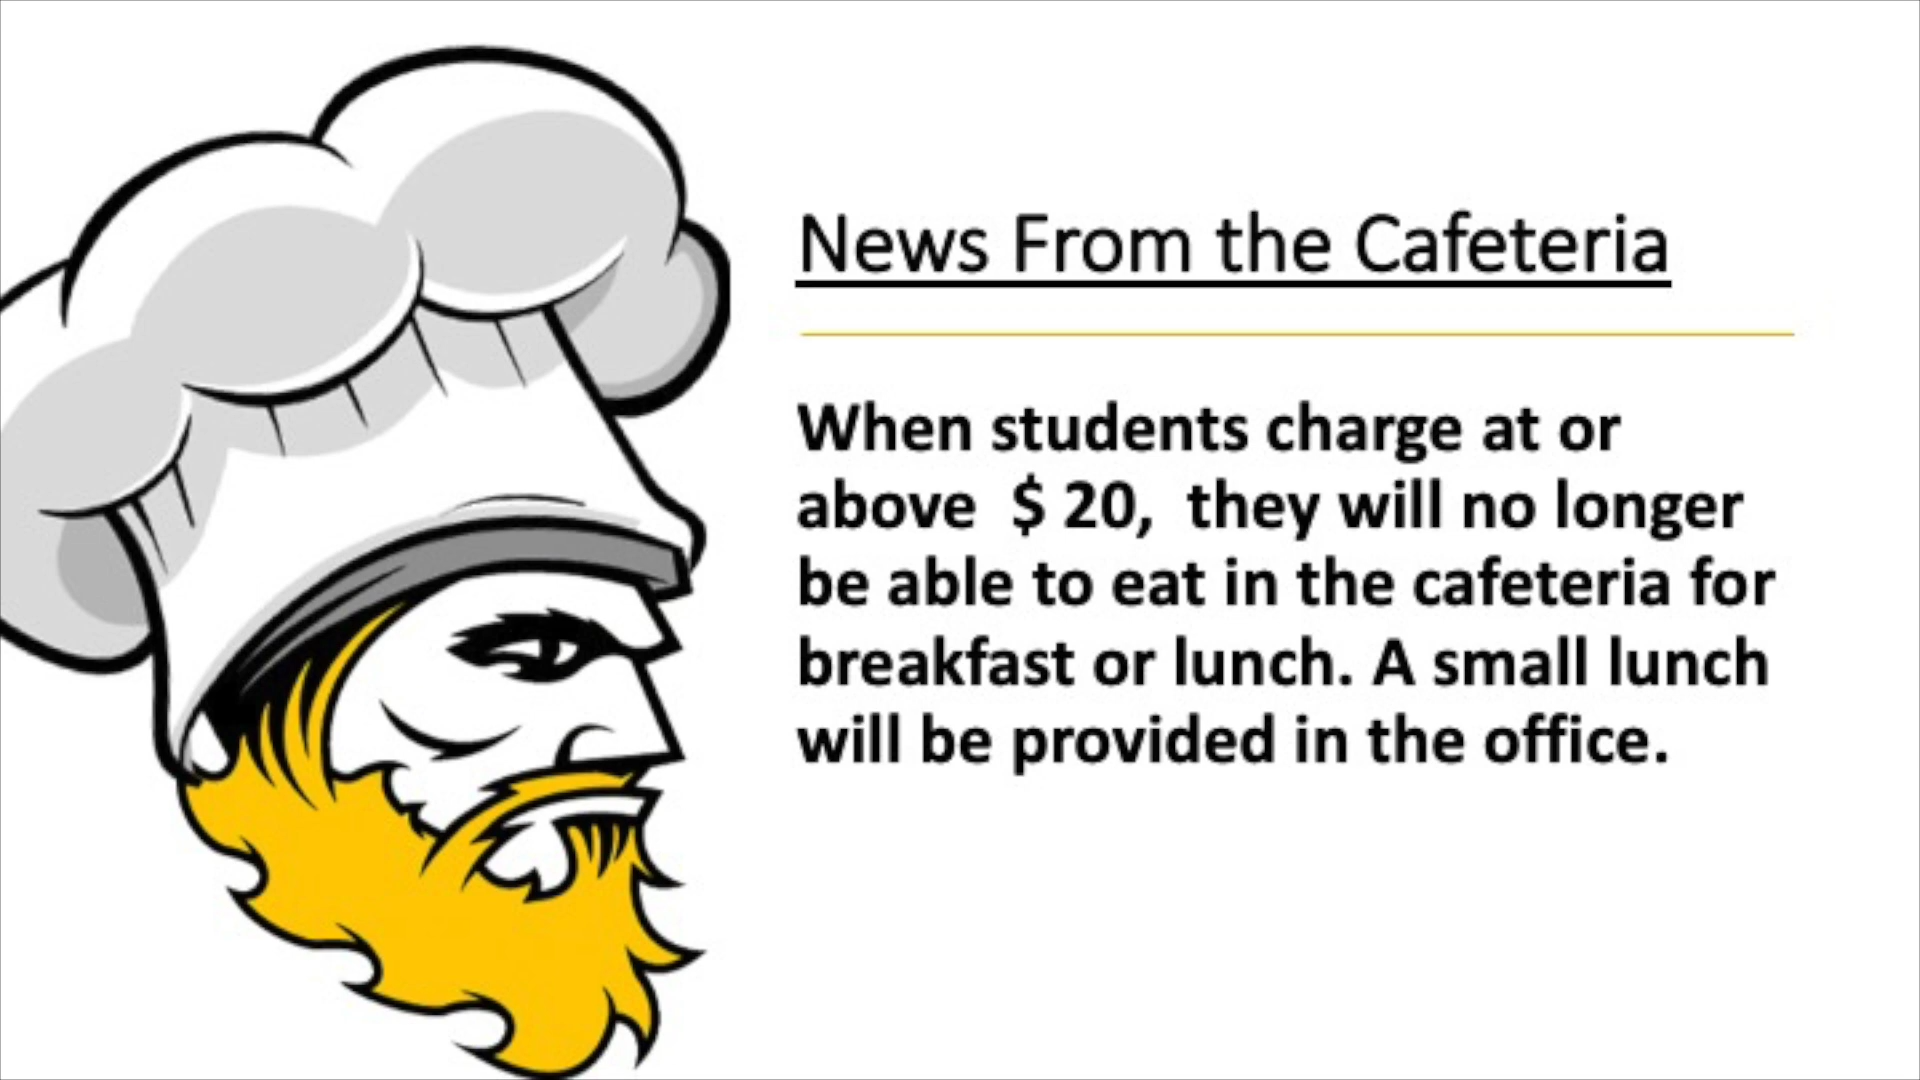 News From the Cafeteria
When students charge at or
above  $ 20,  they will no longer
be able to eat in the cafeteria for
breakfast or lunch. A small lunch
will be provided in the office.